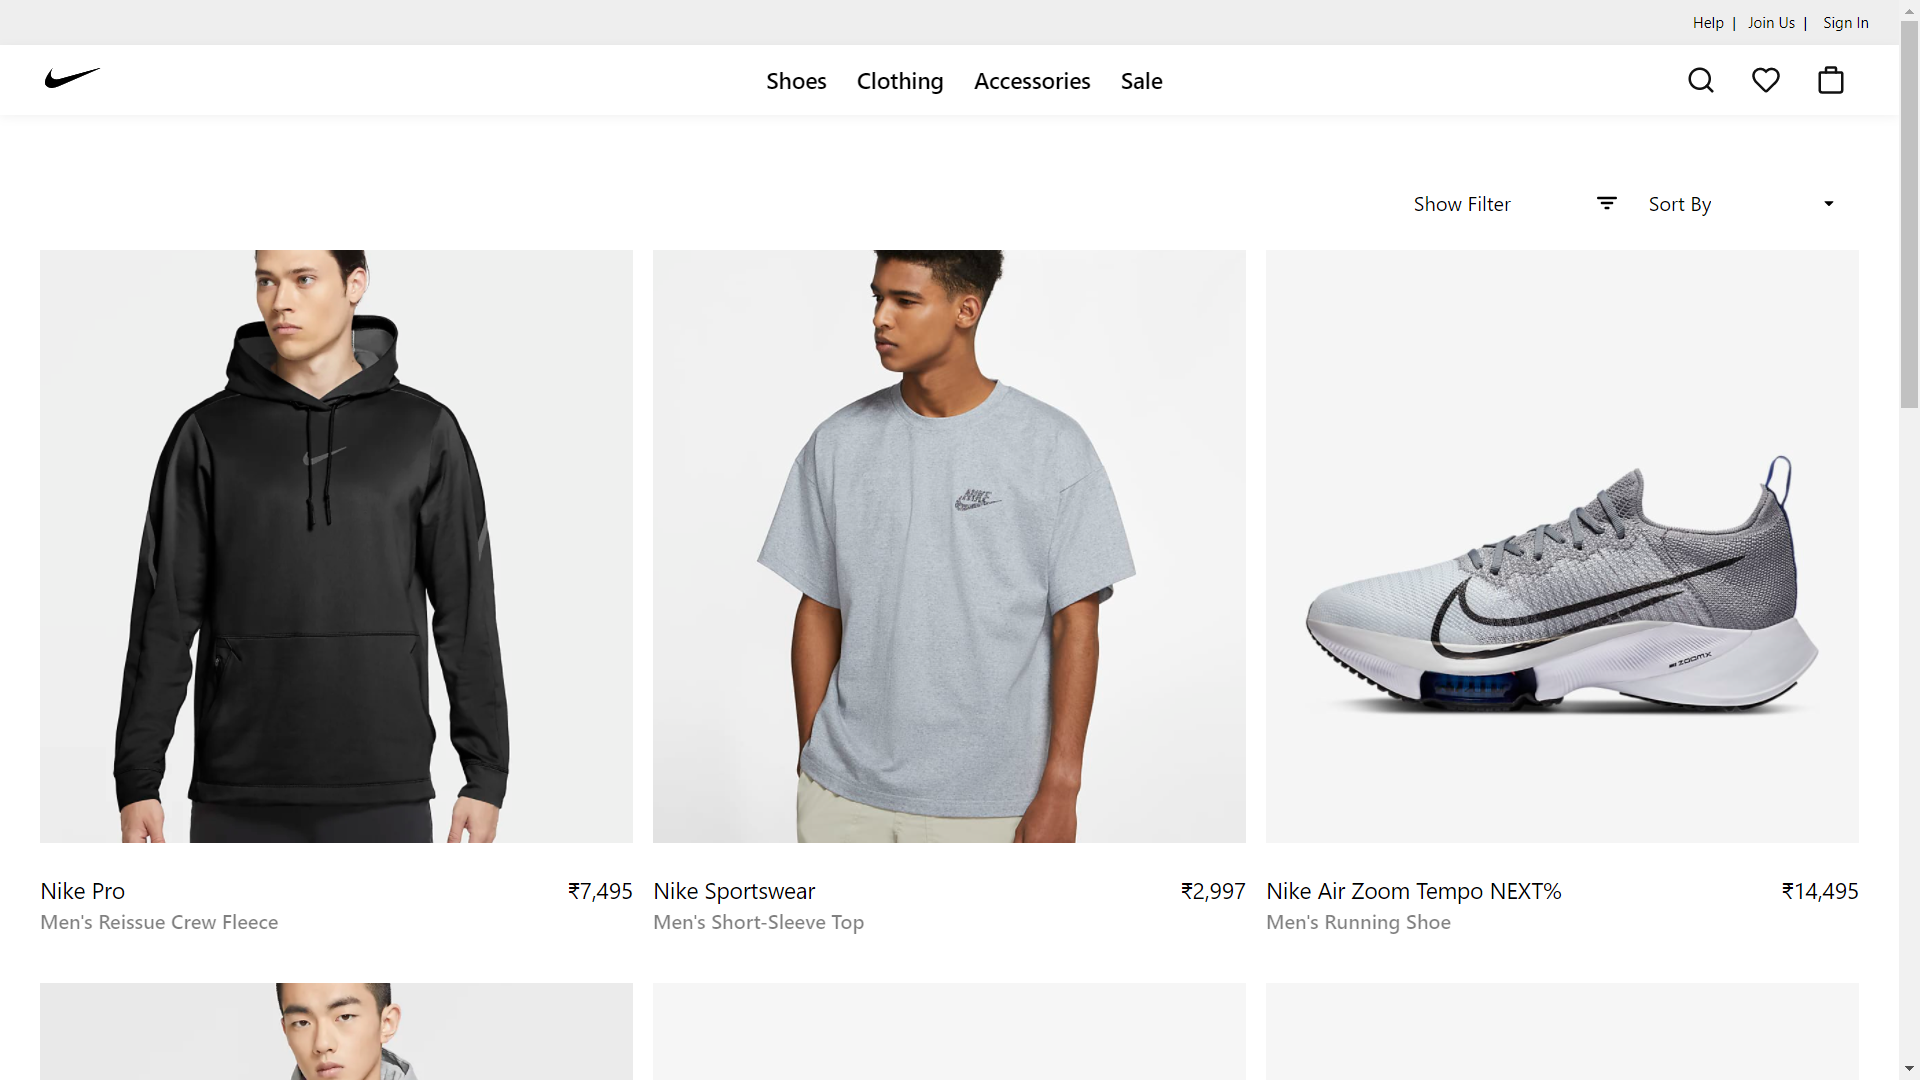 Help | Join Us | Sign In
Shoes Clothing Accessories Sale
Show Filter Sort By
NIKE
ZOOMX
Nike Pro ₹7,495
Men's Reissue Crew Fleece
Nike Sportswear ₹2,997
Men's Short-Sleeve Top
Nike Air Zoom Tempo NEXT% ₹14,495
Men's Running Shoe